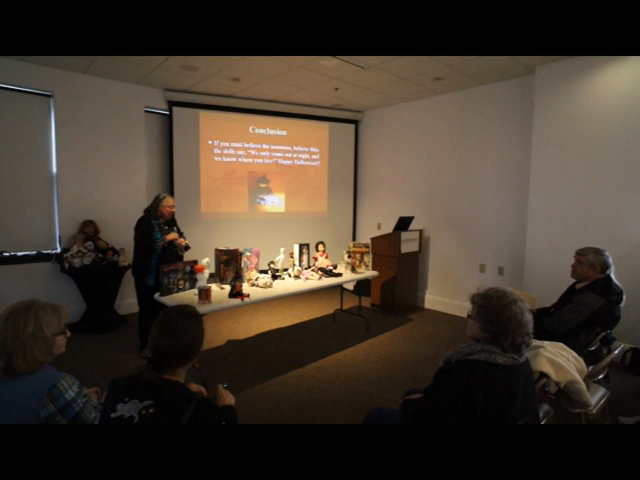 Conclusion
• If you must believe the nonsense, believe this:
the dolls say, "We only come out at night, and
we know where you live!" Happy Halloween!!